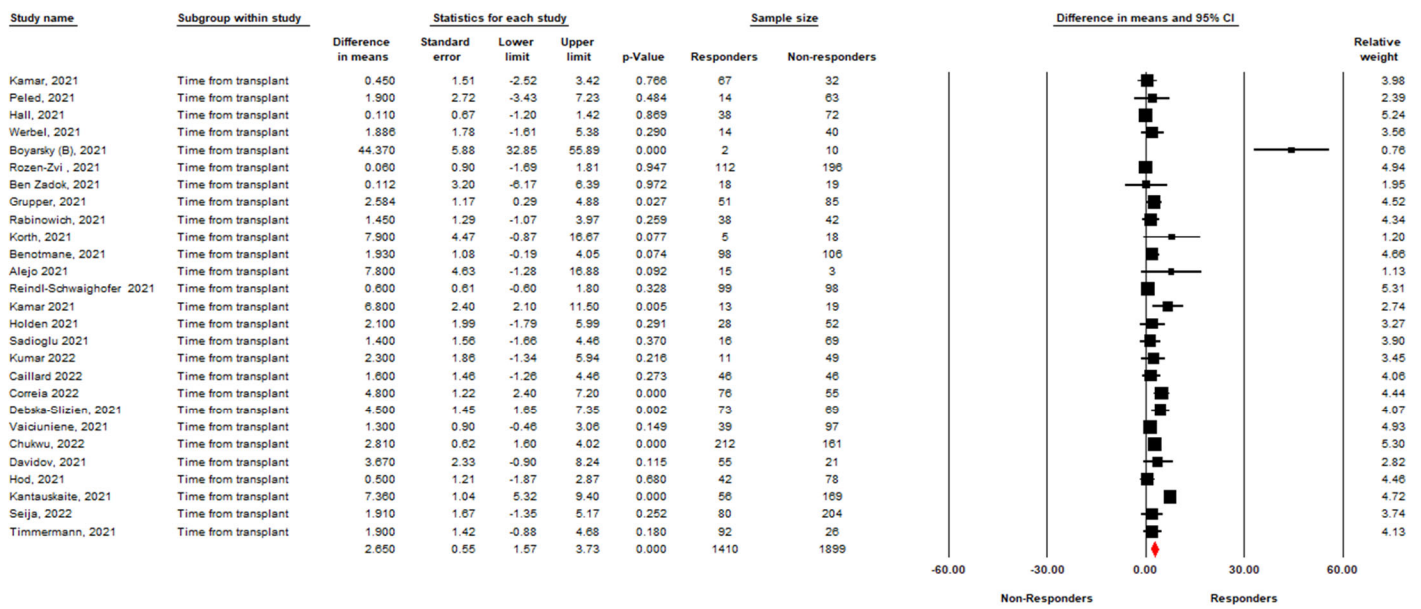 Study name Subgroup within study Statistics for each study Sample size Difference in means and 95% CI
Difference in means Standard error Lower limit Upper limit p-Value Responders Non-responders Relative weight
Kamar, 2021 Time from transplant 0.450 1.51 -2.52 3.42 0.766 67 32 3.98
Peled, 2021 Time from transplant 1.900 2.72 -3.43 7.23 0.484 14 63 2.39
Hall, 2021 Time from transplant 0.110 0.67 -1.20 1.42 0.869 38 72 5.24
Werbel, 2021 Time from transplant 1.886 1.78 -1.61 5.38 0.290 14 40 3.56
Boyarsky (B), 2021 Time from transplant 44.370 5.88 32.85 55.89 0.000 2 10 0.76
Rozen-Zvi , 2021 Time from transplant 0.060 0.90 -1.69 1.81 0.947 112 196 4.94
Ben Zadok, 2021 Time from transplant 0.112 3.20 -6.17 6.39 0.972 18 19 1.95
Grupper, 2021 Time from transplant 2.584 1.17 0.29 4.88 0.027 51 85 4.52
Rabinowich, 2021 Time from transplant 1.450 1.29 -1.07 3.97 0.259 38 42 4.34
Korth, 2021 Time from transplant 7.900 4.47 -0.87 16.67 0.077 5 18 1.20
Benotmane, 2021 Time from transplant 1.930 1.08 -0.19 4.05 0.074 98 106 4.66
Alejo 2021 Time from transplant 7.800 4.63 -1.28 16.88 0.092 15 3 1.13
Reindl-Schwaighofer 2021 Time from transplant 0.600 0.61 -0.60 1.80 0.328 99 98 5.31
Kamar 2021 Time from transplant 6.800 2.40 2.10 11.50 0.005 13 19 2.74
Holden 2021 Time from transplant 2.100 1.99 -1.79 5.99 0.291 28 52 3.27
Sadioglu 2021 Time from transplant 1.400 1.56 -1.66 4.46 0.370 16 69 3.90
Kumar 2022 Time from transplant 2.300 1.86 -1.34 5.94 0.216 11 49 3.45
Caillard 2022 Time from transplant 1.600 1.46 -1.26 4.46 0.273 46 46 4.06
Correia 2022 Time from transplant 4.800 1.22 2.40 7.20 0.000 76 55 4.44
Debska-Slizien, 2021 Time from transplant 4.500 1.45 1.65 7.35 0.002 73 69 4.07
Vaiciuniene, 2021 Time from transplant 1.300 0.90 -0.46 3.06 0.149 39 97 4.93
Chukwu, 2022 Time from transplant 2.810 0.62 1.60 4.02 0.000 212 161 5.30
Davidov, 2021 Time from transplant 3.670 2.33 -0.90 8.24 0.115 55 21 2.82
Hod, 2021 Time from transplant 0.500 1.21 -1.87 2.87 0.680 42 78 4.46
Kantauskaite, 2021 Time from transplant 7.360 1.04 5.32 9.40 0.000 56 169 4.72
Seija, 2022 Time from transplant 1.910 1.67 -1.35 5.17 0.252 80 204 3.74
Timmermann, 2021 Time from transplant 1.900 1.42 -0.88 4.68 0.180 92 26 4.13
2.650 0.55 1.57 3.73 0.000 1410 1899
-60.00 -30.00 0.00 30.00 60.00
Non-Responders Responders